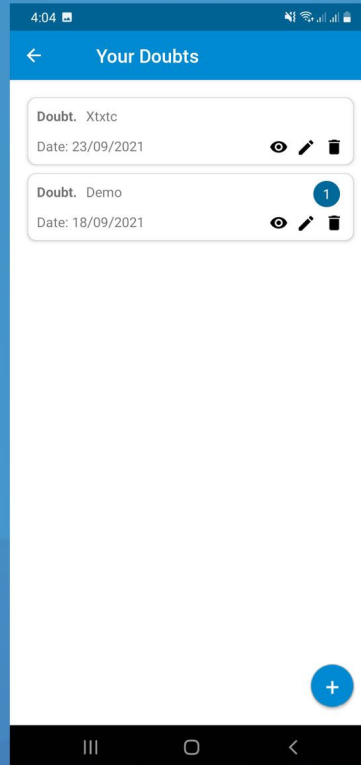 4:04
Your Doubts
Doubt. Xtxtc
Date: 23/09/2021
Doubt. Demo
1
Date: 18/09/2021
+